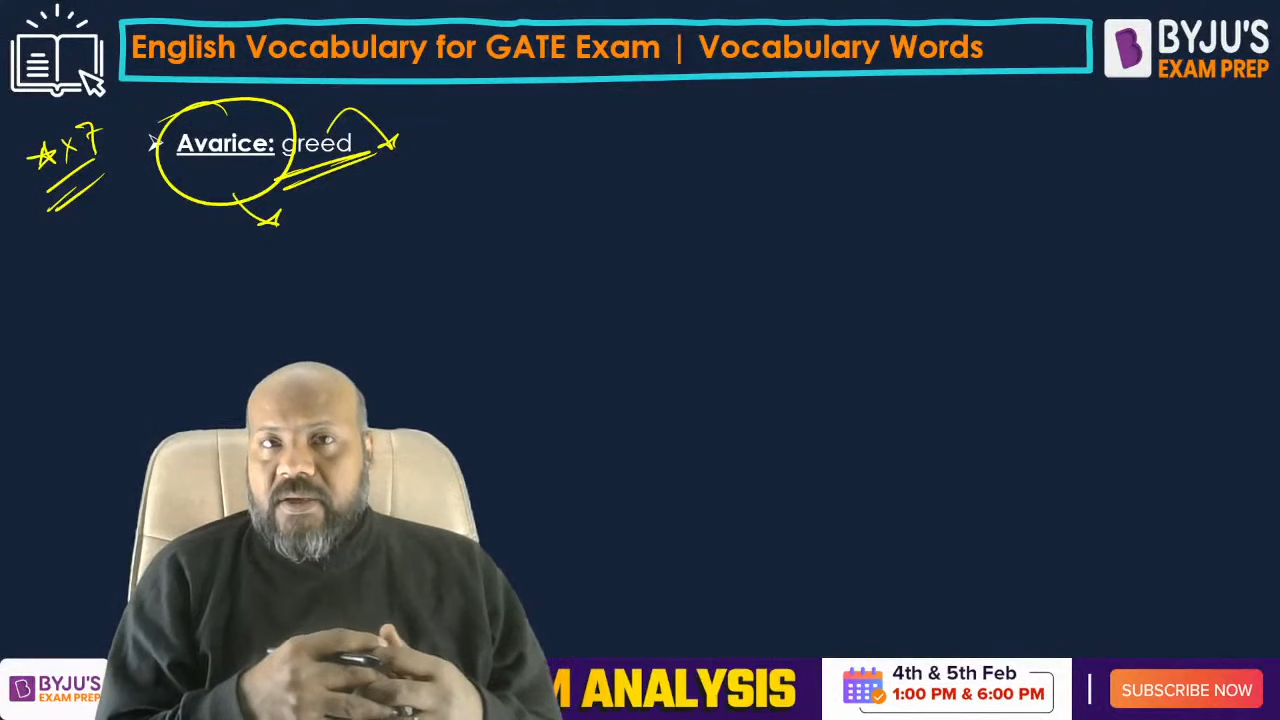 English Vocabulary for GATE Exam | Vocabulary Words
BYJU'S
EXAM PREP
☆ x 7
➢ Avarice: greed
BYJU'S
EXAM PREP
ANALYSIS
4th & 5th Feb
1:00 PM & 6:00 PM
SUBSCRIBE NOW